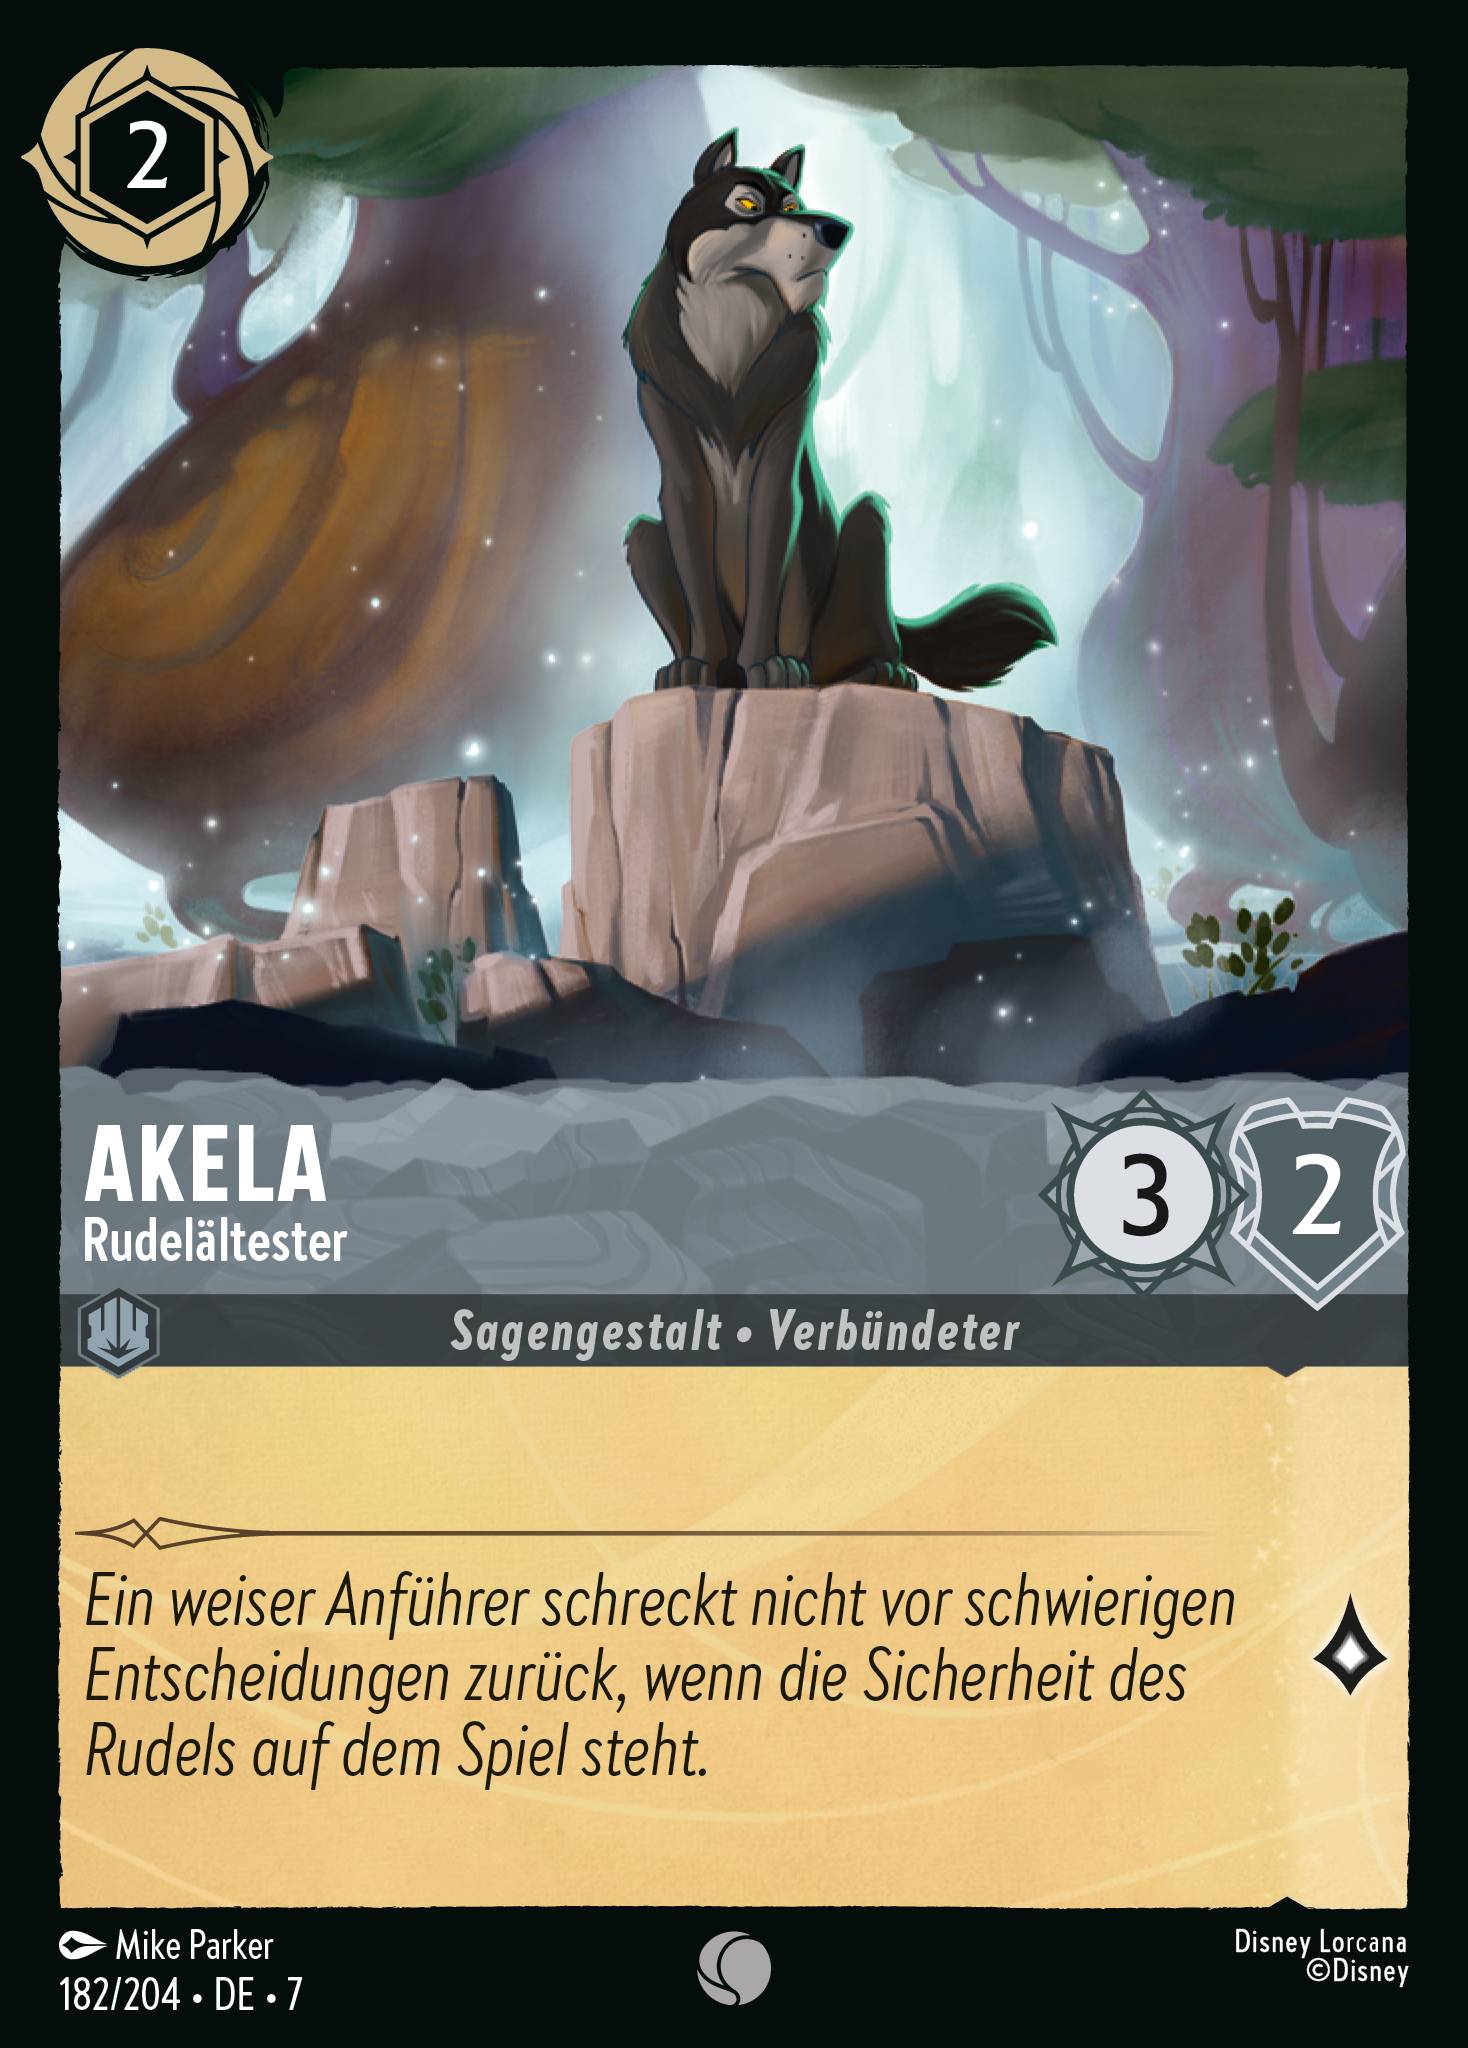 2
AKELA
Rudelältester
3
2
Sagengestalt • Verbündeter
Ein weiser Anführer schreckt nicht vor schwierigen
Entscheidungen zurück, wenn die Sicherheit des
Rudels auf dem Spiel steht.
Mike Parker
182/204 • DE • 7
Disney Lorcana
©Disney